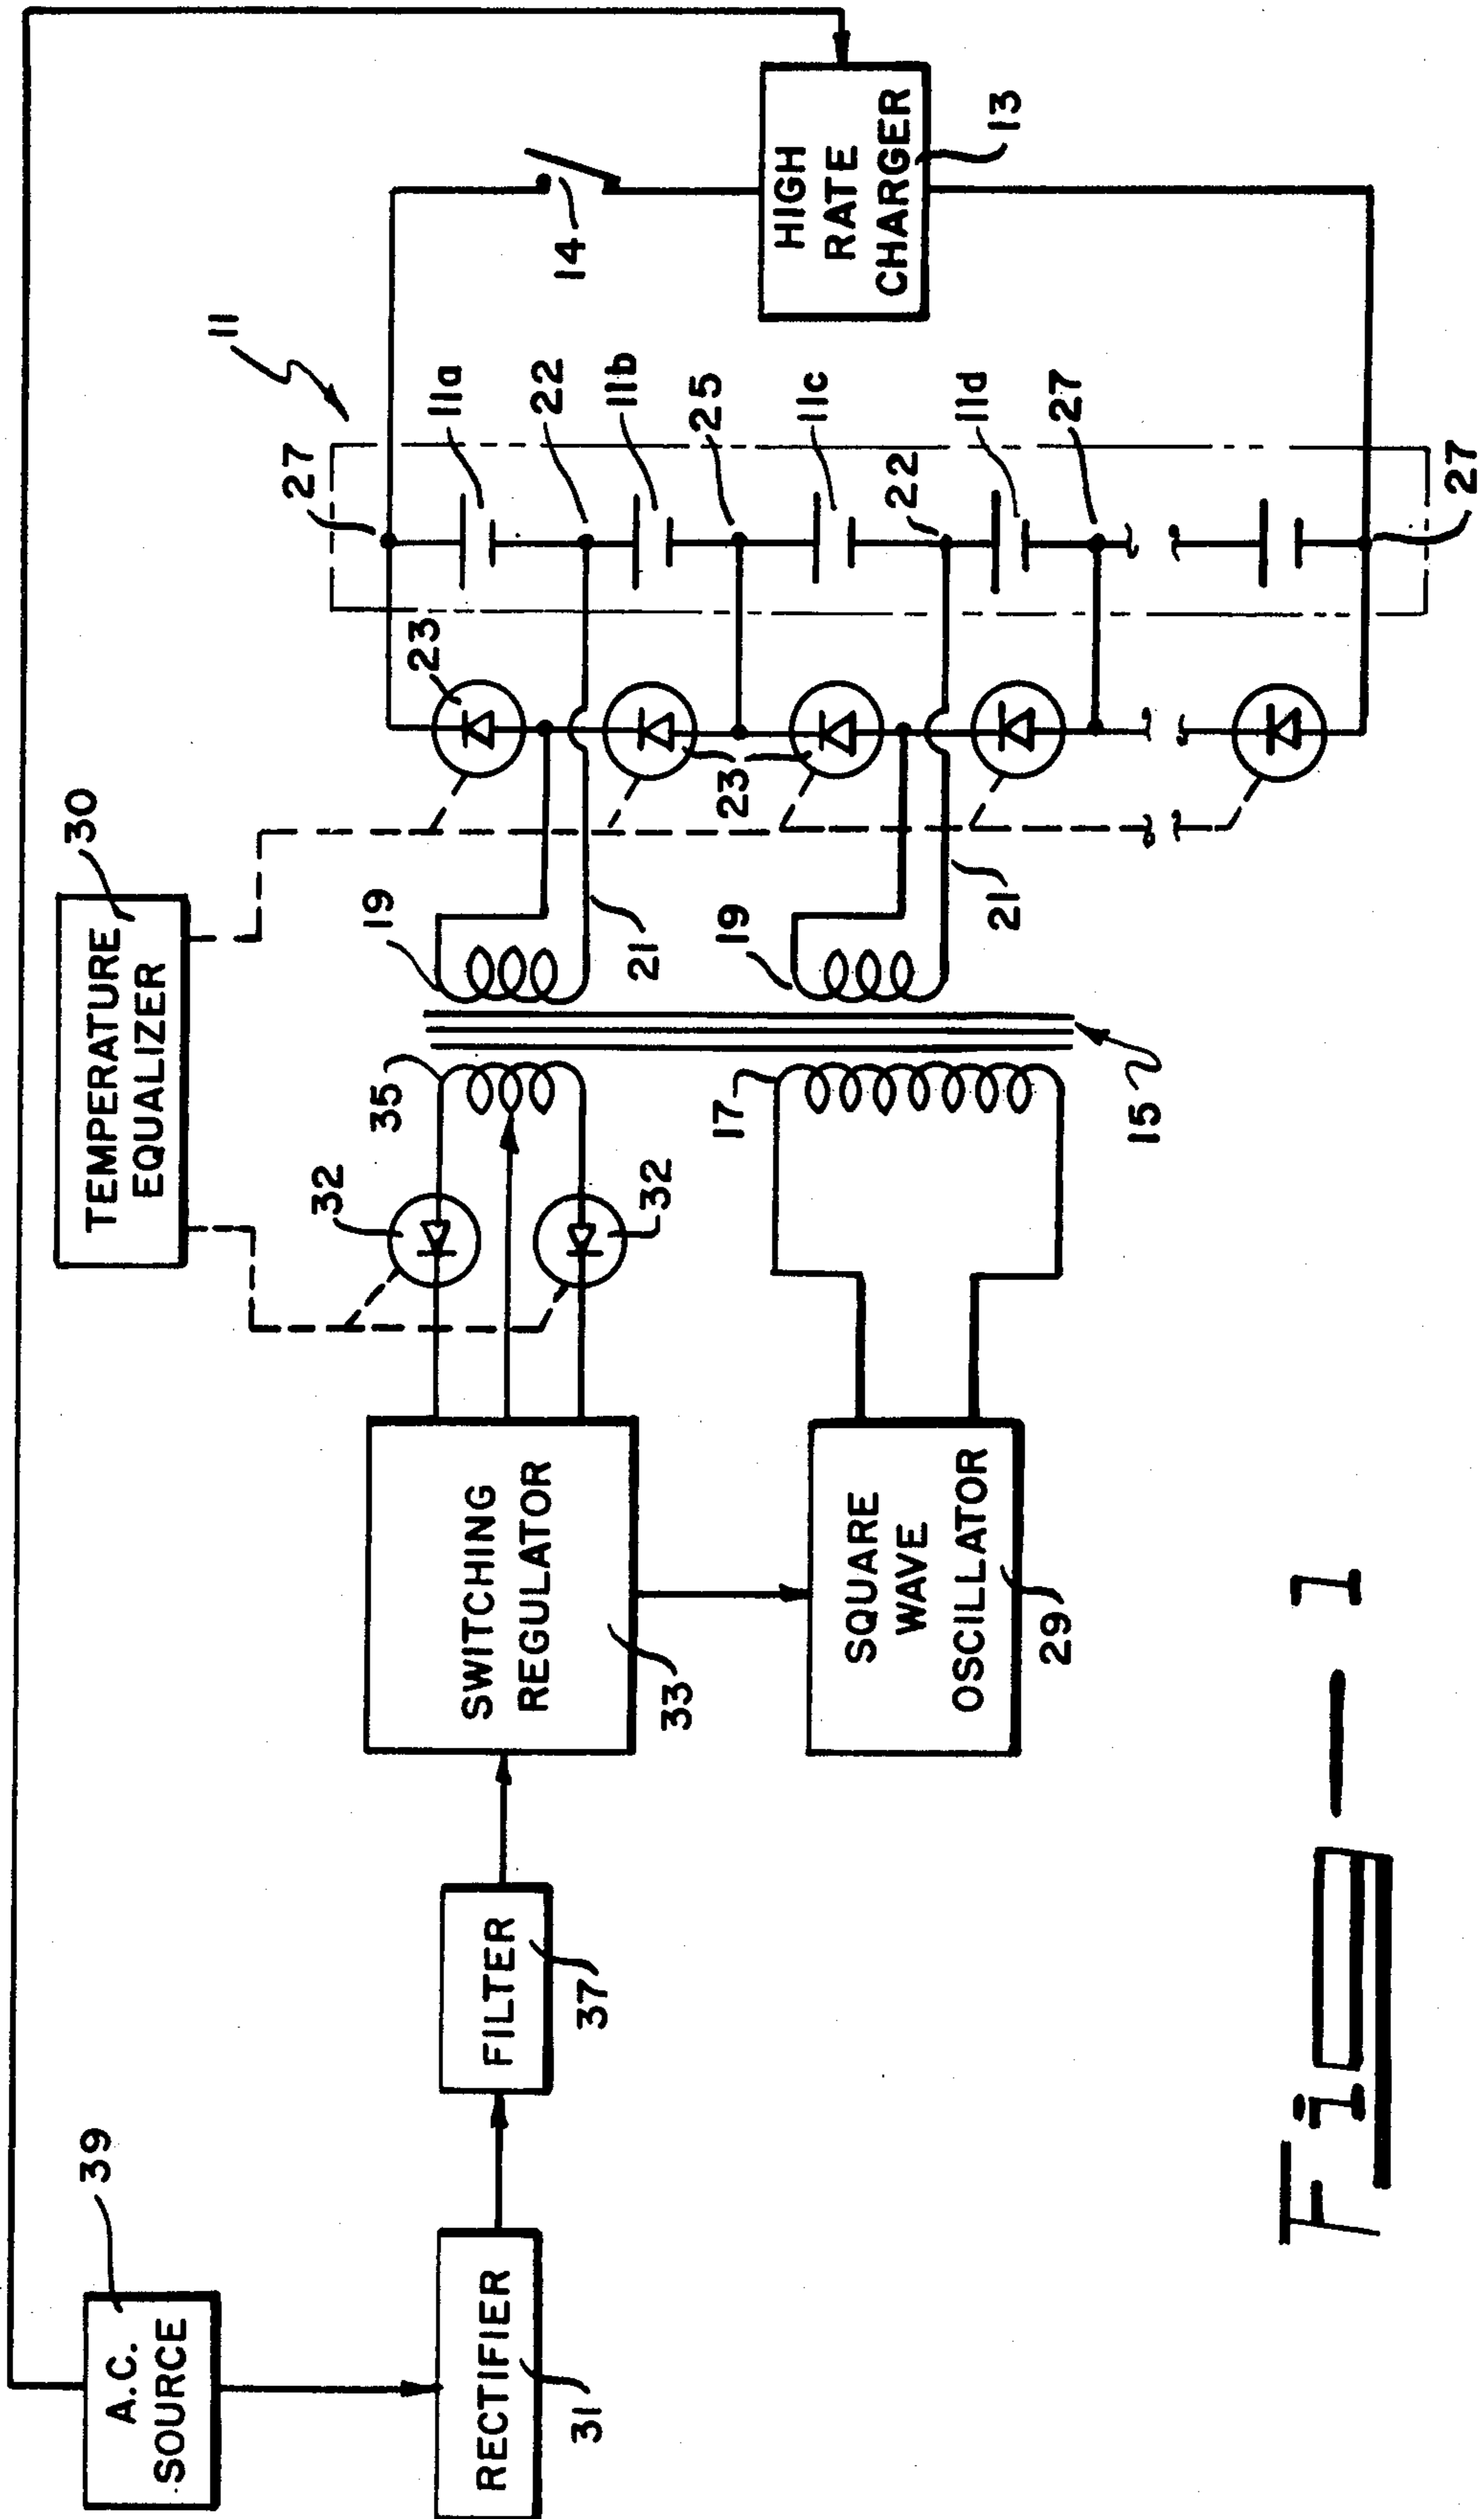 A.C.
SOURCE
39
RECTIFIER
31
FILTER
37
SWITCHING
REGULATOR
33
SQUARE
WAVE
OSCILLATOR
29
TEMPERATURE
EQUALIZER
30
32
32
35
17
15
19
19
21
21
23
23
27
11
11a
22
11b
25
11c
22
11d
27
27
14
HIGH
RATE
CHARGER
13
Fig-1